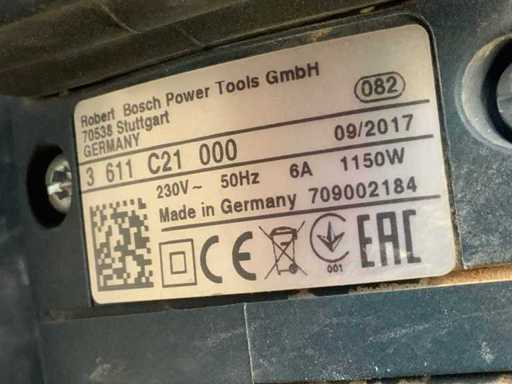 Robert Bosch Power Tools GmbH
70538 Stuttgart
GERMANY
082
3 611 C21 000
09/2017
230V~ 50Hz 6A 1150W
Made in Germany 709002184
CE
001
EAC